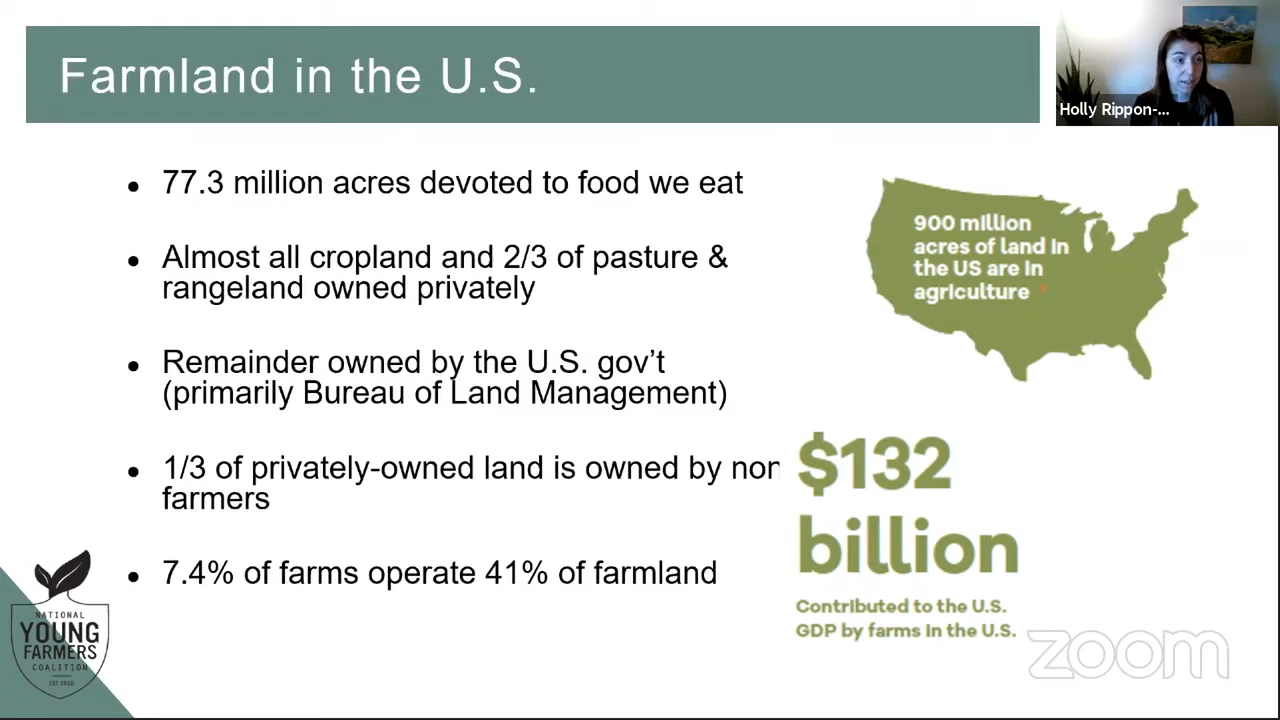 Farmland in the U.S.
Holly Rippon-...
● 77.3 million acres devoted to food we eat
● Almost all cropland and 2/3 of pasture &
rangeland owned privately
● Remainder owned by the U.S. gov't
(primarily Bureau of Land Management)
● 1/3 of privately-owned land is owned by non
farmers
● 7.4% of farms operate 41% of farmland
900 million
acres of land in
the US are in
agriculture
$132
billion
Contributed to the U.S.
GDP by farms in the U.S.
NATIONAL
YOUNG
FARMERS
COALITION
EST 2010
zoom